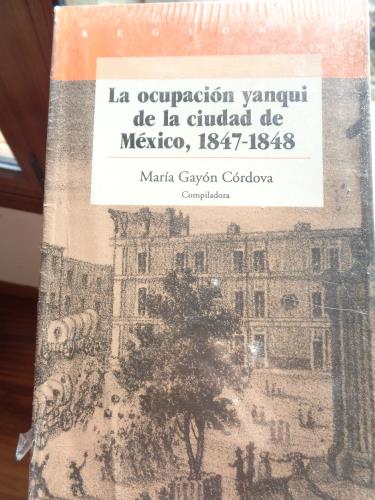 REGIONES
La ocupación yanqui
de la ciudad de
México, 1847-1848
María Gayón Córdova
Compiladora